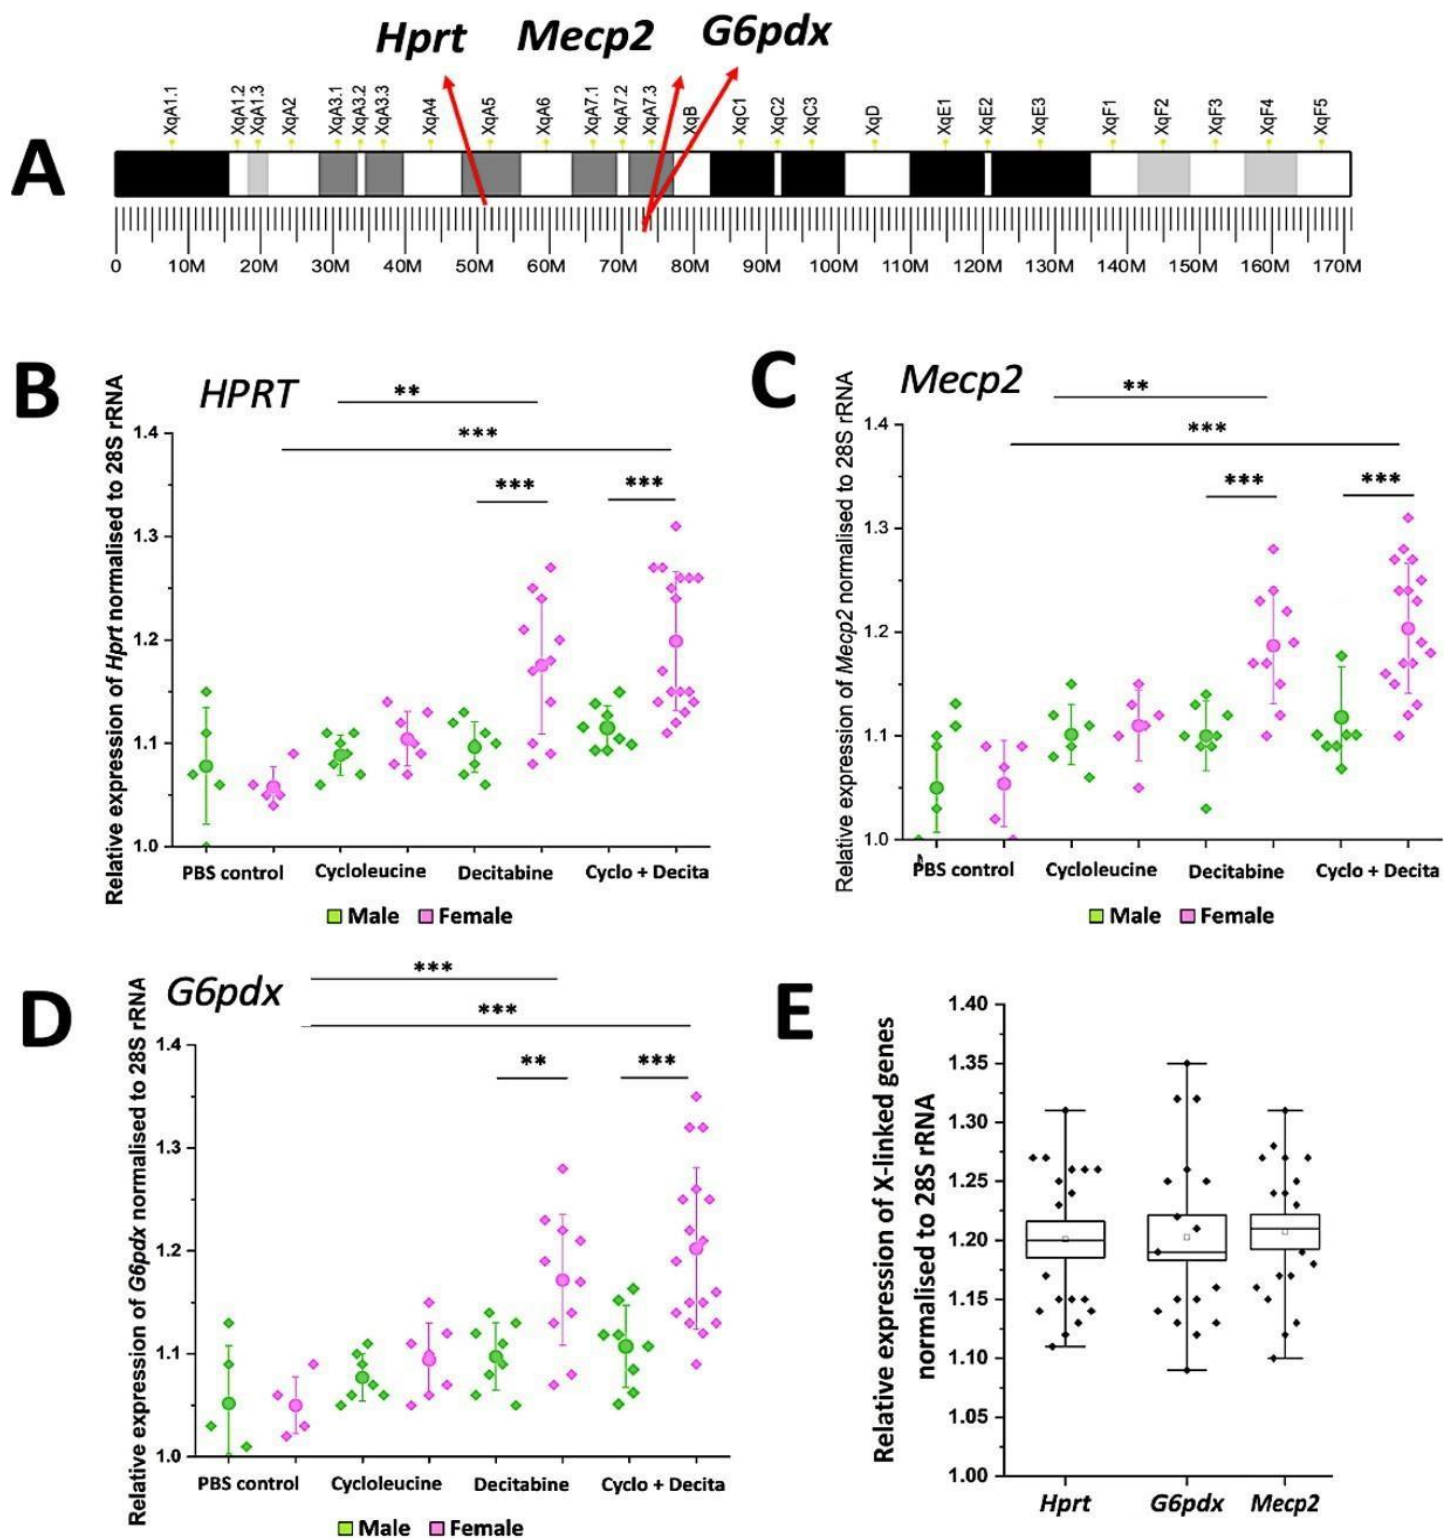 Hprt Mecp2 G6pdx
XqA1.1 XqA1.2 XqA1.3 XqA2 XqA3.1 XqA3.2 XqA3.3 XqA4 XqA5 XqA6 XqA7.1 XqA7.2 XqA7.3 XqB XqC1 XqC2 XqC3 XqD XqE1 XqE2 XqE3 XqF1 XqF2 XqF3 XqF4 XqF5
A
0 10M 20M 30M 40M 50M 60M 70M 80M 90M 100M 110M 120M 130M 140M 150M 160M 170M
B
HPRT
Relative expression of Hprt normalised to 28S rRNA
**
***
*** ***
1.4
1.3
1.2
1.1
1.0
PBS control Cycloleucine Decitabine Cyclo + Decita
Male Female
C
Mecp2
Relative expression of Mecp2 normalised to 28S rRNA
**
***
*** ***
1.4
1.3
1.2
1.1
1.0
PBS control Cycloleucine Decitabine Cyclo + Decita
Male Female
D
G6pdx
Relative expression of G6pdx normalised to 28S rRNA
***
***
** ***
1.4
1.3
1.2
1.1
1.0
PBS control Cycloleucine Decitabine Cyclo + Decita
Male Female
E
Relative expression of X-linked genes
normalised to 28S rRNA
1.40
1.35
1.30
1.25
1.20
1.15
1.10
1.05
1.00
Hprt G6pdx Mecp2